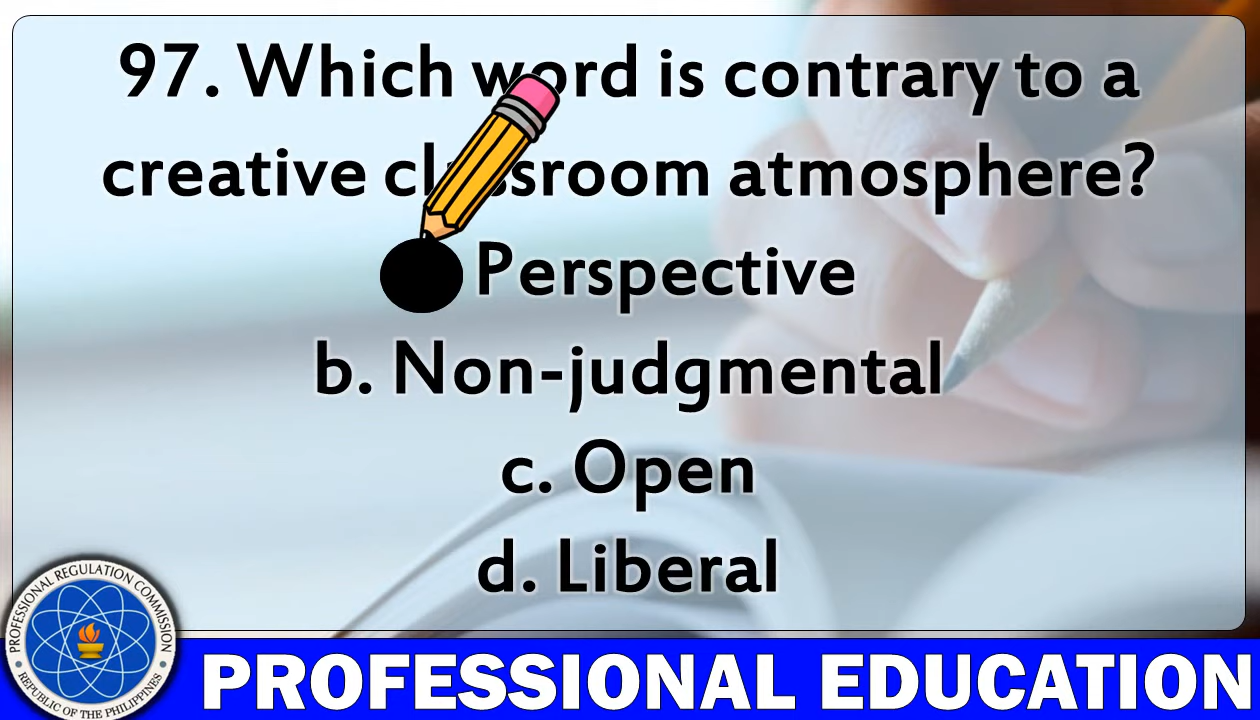 97. Which word is contrary to a
creative classroom atmosphere?
Perspective
b. Non-judgmental
c. Open
d. Liberal
PROFESSIONAL REGULATION COMMISSION
REPUBLIC OF THE PHILIPPINES
PROFESSIONAL EDUCATION